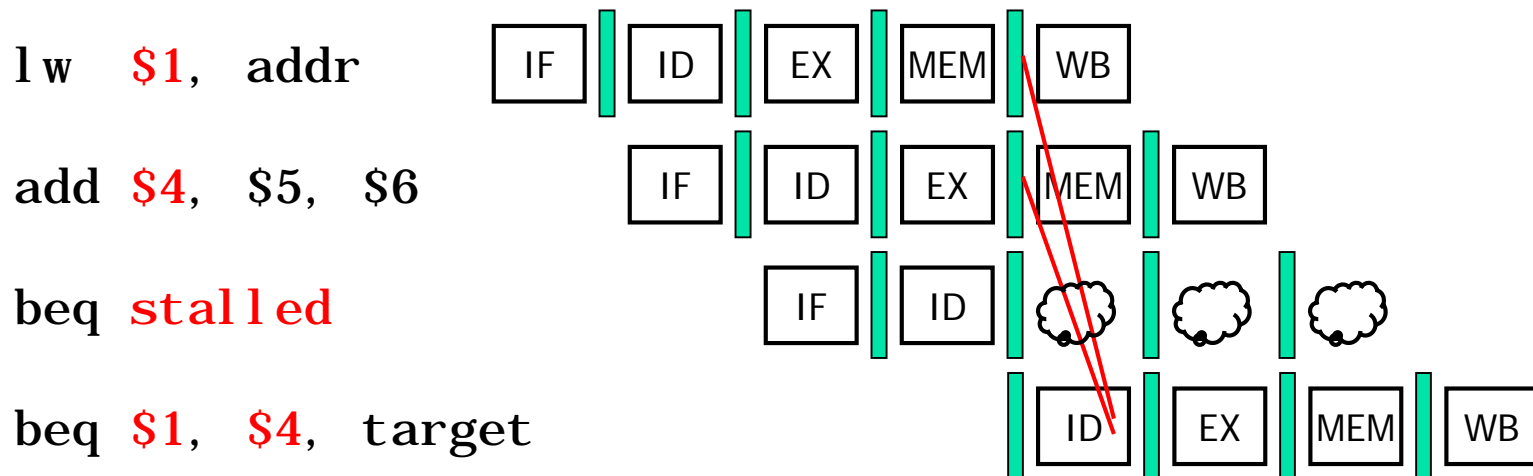 lw $1, addr IF ID EX MEM WB
add $4, $5, $6 IF ID EX MEM WB
beq stalled IF ID
beq $1, $4, target ID EX MEM WB